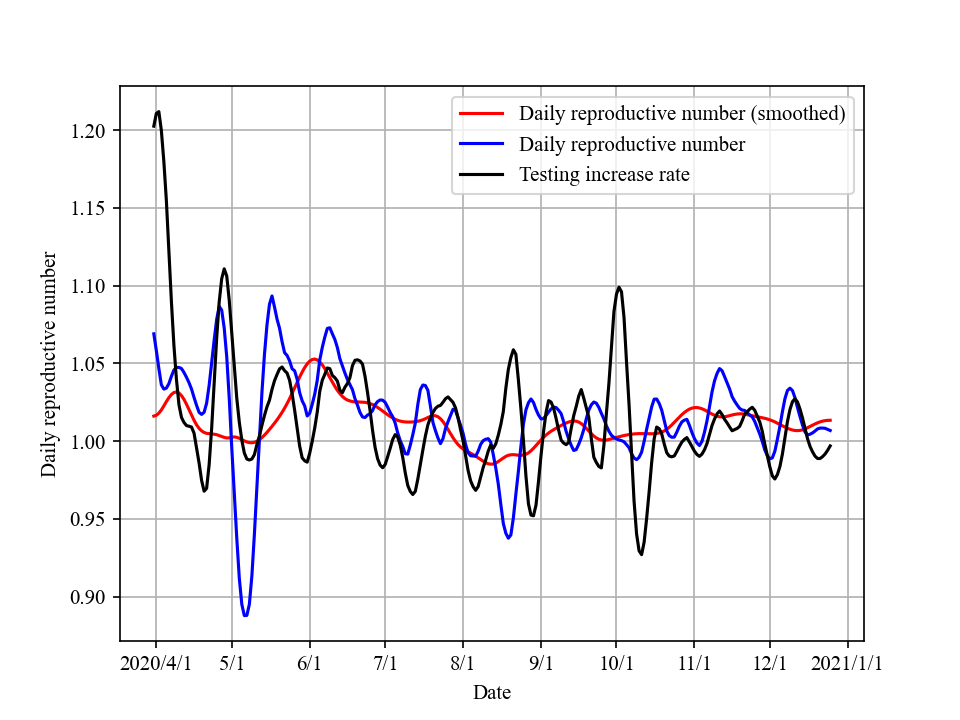 Daily reproductive number (smoothed)
Daily reproductive number
Testing increase rate
Daily reproductive number
1.20
1.15
1.10
1.05
1.00
0.95
0.90
2020/4/1 5/1 6/1 7/1 8/1 9/1 10/1 11/1 12/1 2021/1/1
Date